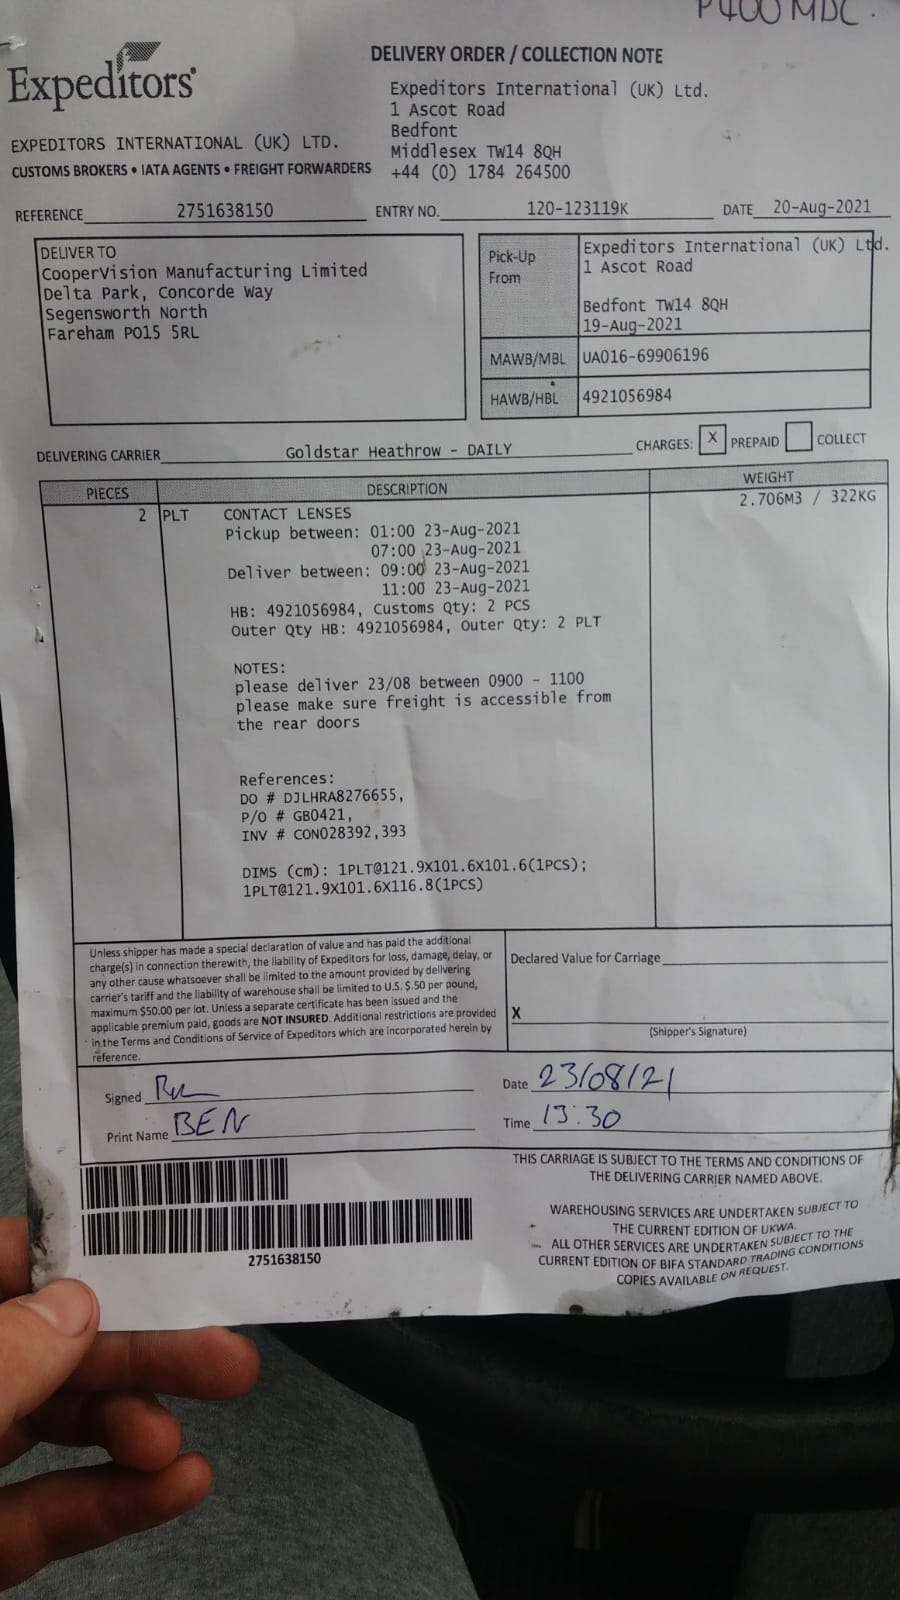 P400 MDC.
Expeditors
DELIVERY ORDER / COLLECTION NOTE
Expeditors International (UK) Ltd.
1 Ascot Road
Bedfont
Middlesex TW14 8QH
+44 (0) 1784 264500
EXPEDITORS INTERNATIONAL (UK) LTD.
CUSTOMS BROKERS • IATA AGENTS • FREIGHT FORWARDERS
REFERENCE 2751638150 ENTRY NO. 120-123119K DATE 20-Aug-2021
DELIVER TO
CooperVision Manufacturing Limited
Delta Park, Concorde Way
Segensworth North
Fareham PO15 5RL
Pick-Up From
Expeditors International (UK) Ltd.
1 Ascot Road
Bedfont TW14 8QH
19-Aug-2021
MAWB/MBL UA016-69906196
HAWB/HBL 4921056984
DELIVERING CARRIER Goldstar Heathrow - DAILY CHARGES: X PREPAID COLLECT
PIECES DESCRIPTION WEIGHT
2 PLT CONTACT LENSES 2.706M3 / 322KG
Pickup between: 01:00 23-Aug-2021
07:00 23-Aug-2021
Deliver between: 09:00 23-Aug-2021
11:00 23-Aug-2021
HB: 4921056984, Customs Qty: 2 PCS
Outer Qty HB: 4921056984, Outer Qty: 2 PLT
NOTES:
please deliver 23/08 between 0900 - 1100
please make sure freight is accessible from
the rear doors
References:
DO # DJLHRA8276655,
P/O # GB0421,
INV # CON028392,393
DIMS (cm): 1PLT@121.9X101.6X101.6(1PCS);
1PLT@121.9X101.6X116.8(1PCS)
Unless shipper has made a special declaration of value and has paid the additional
charge(s) in connection therewith, the liability of Expeditors for loss, damage, delay, or
any other cause whatsoever shall be limited to the amount provided by delivering
carrier's tariff and the liability of warehouse shall be limited to U.S. $.50 per pound,
maximum $50.00 per lot. Unless a separate certificate has been issued and the
applicable premium paid, goods are NOT INSURED. Additional restrictions are provided
in the Terms and Conditions of Service of Expeditors which are incorporated herein by
reference.
Declared Value for Carriage
X
(Shipper's Signature)
Signed
Date 23/08/21
Print Name BEN
Time 13:30
2751638150
THIS CARRIAGE IS SUBJECT TO THE TERMS AND CONDITIONS OF
THE DELIVERING CARRIER NAMED ABOVE.
WAREHOUSING SERVICES ARE UNDERTAKEN SUBJECT TO
THE CURRENT EDITION OF UKWA.
ALL OTHER SERVICES ARE UNDERTAKEN SUBJECT TO THE
CURRENT EDITION OF BIFA STANDARD TRADING CONDITIONS
COPIES AVAILABLE ON REQUEST.